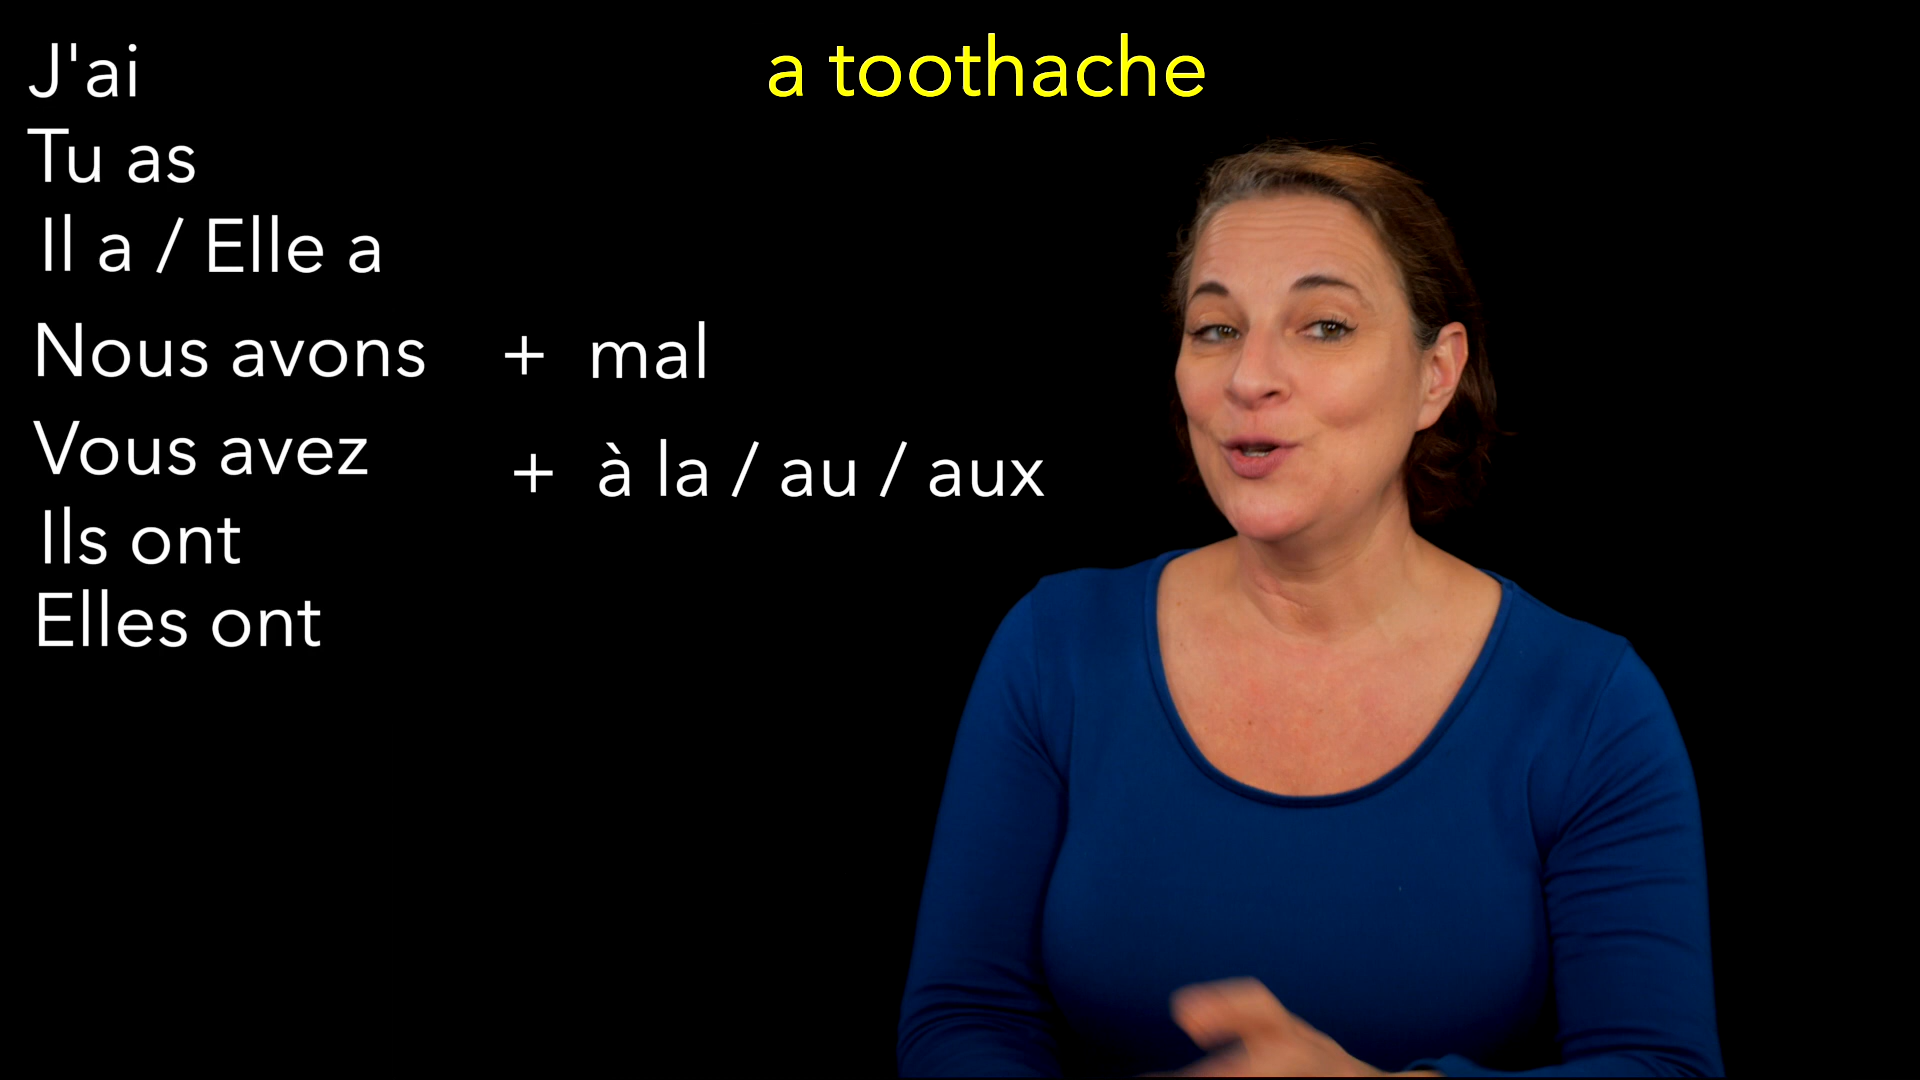 J'ai
a toothache
Tu as
Il a / Elle a
Nous avons + mal
Vous avez
+ à la / au / aux
Ils ont
Elles ont